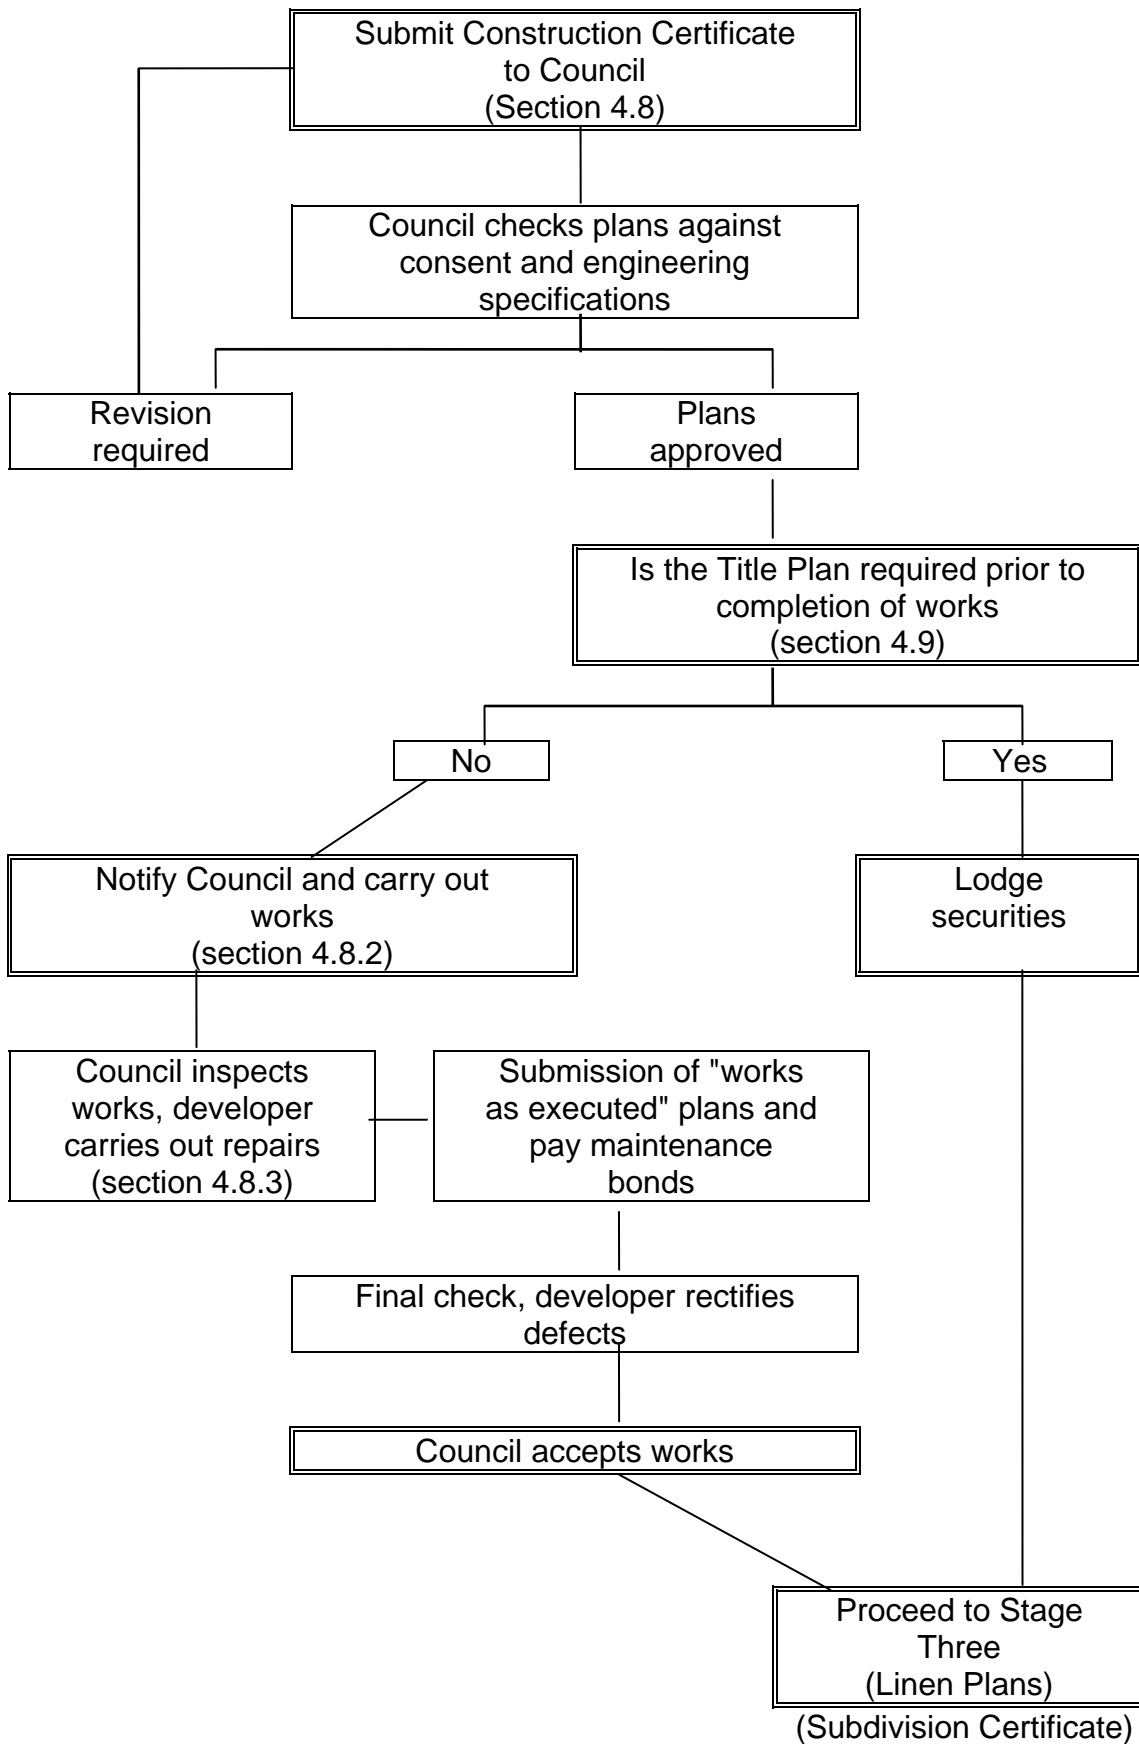 Submit Construction Certificate
to Council
(Section 4.8)
Council checks plans against
consent and engineering
specifications
Revision
required
Plans
approved
Is the Title Plan required prior to
completion of works
(section 4.9)
No
Yes
Notify Council and carry out
works
(section 4.8.2)
Lodge
securities
Council inspects
works, developer
carries out repairs
(section 4.8.3)
Submission of "works
as executed" plans and
pay maintenance
bonds
Final check, developer rectifies
defects
Council accepts works
Proceed to Stage
Three
(Linen Plans)
(Subdivision Certificate)